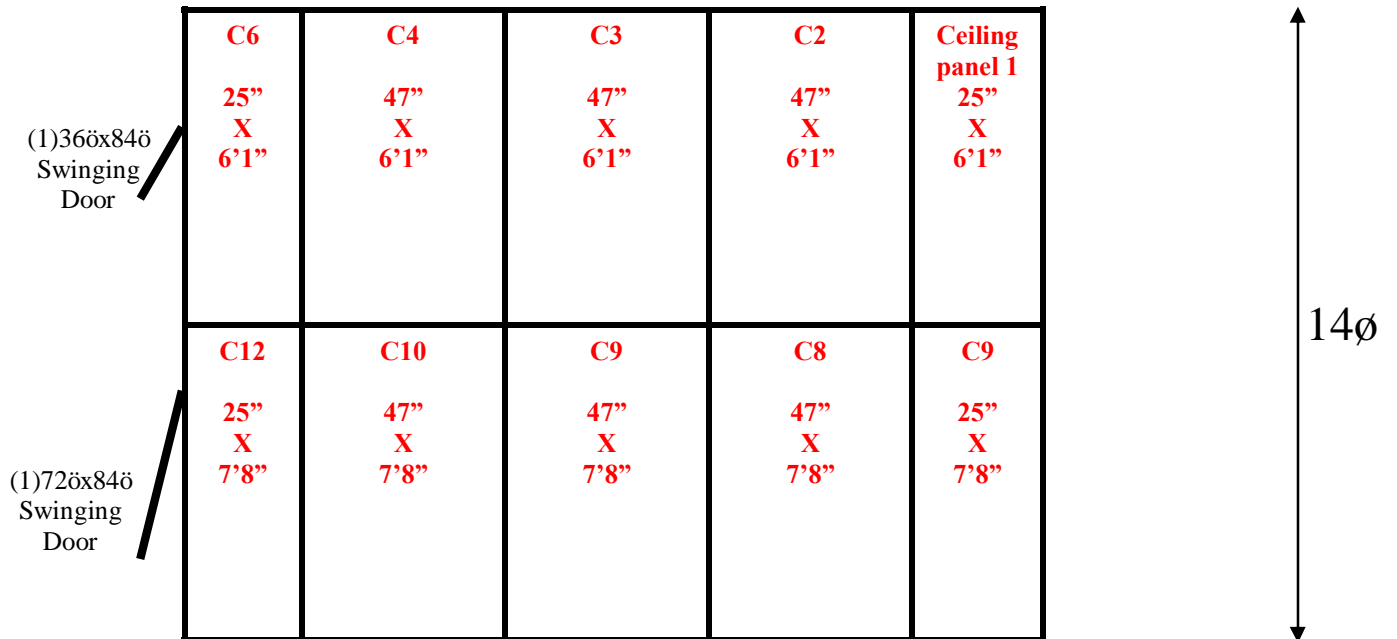 C6
25”
X
6’1”
C4
47”
X
6’1”
C3
47”
X
6’1”
C2
47”
X
6’1”
Ceiling
panel 1
25”
X
6’1”
(1)36öx84ö
Swinging
Door
14ø
C12
25”
X
7’8”
C10
47”
X
7’8”
C9
47”
X
7’8”
C8
47”
X
7’8”
C9
25”
X
7’8”
(1)72öx84ö
Swinging
Door